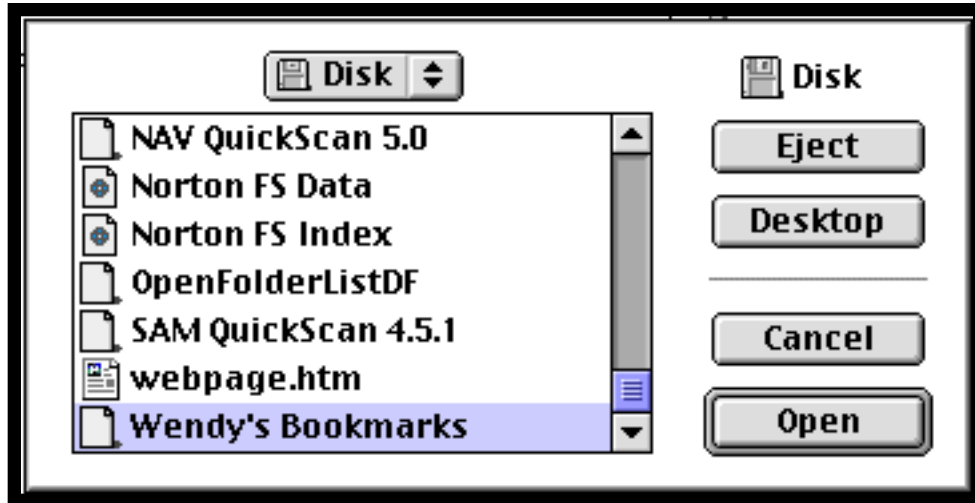 Disk
NAV QuickScan 5.0
Norton FS Data
Norton FS Index
OpenFolderListDF
SAM QuickScan 4.5.1
webpage.htm
Wendy's Bookmarks
Disk
Eject
Desktop
Cancel
Open